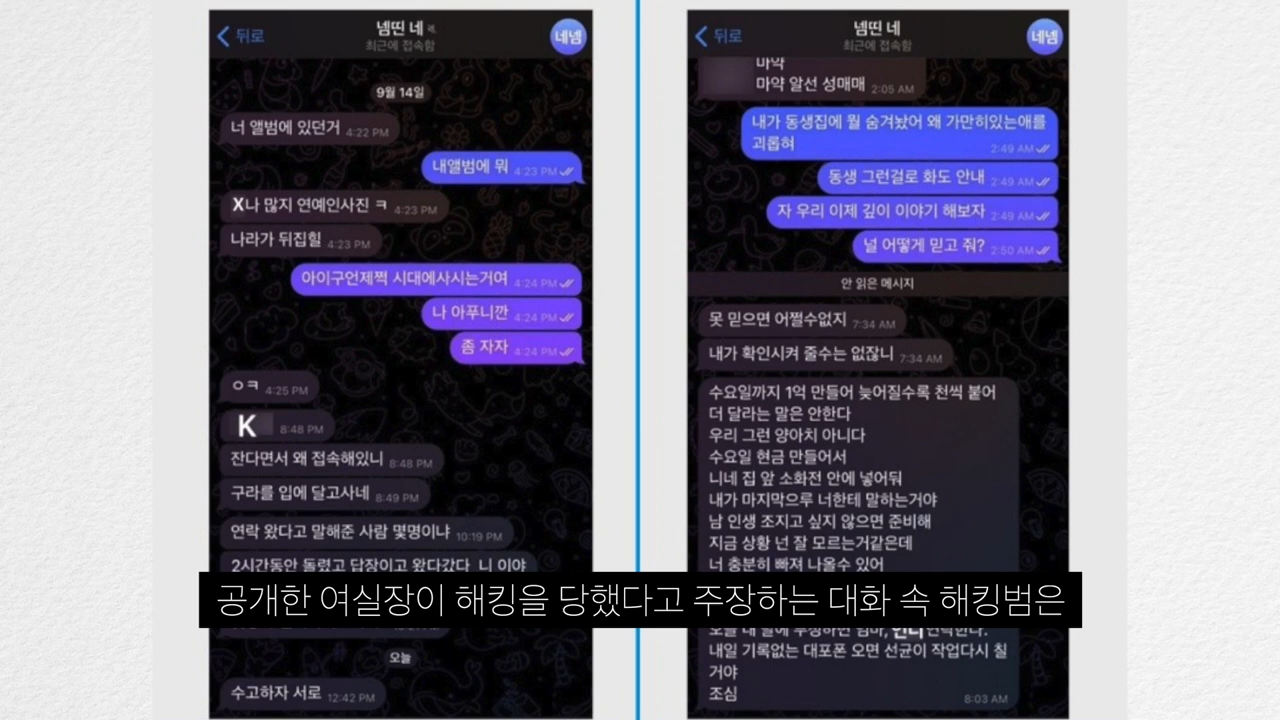 뒤로
넴띤 네
최근에 접속함
네넴
9월 14일
너 앨범에 있던거 4:22 PM
내앨범에 뭐 4:23 PM
X나 많지 연예인사진 ㅋ 4:23 PM
나라가 뒤집힐 4:23 PM
아이구언제쩍 시대에사시는거여 4:24 PM
나 아푸니깐 4:24 PM
좀 자자 4:24 PM
ㅇㅋ 4:25 PM
K 8:48 PM
잔다면서 왜 접속해있니 8:48 PM
구라를 입에 달고사네 8:49 PM
연락 왔다고 말해준 사람 몇명이냐 10:19 PM
2시간동안 돌렸고 답장이고 왔다갔다 니 이야
오늘
수고하자 서로 12:42 PM
뒤로
넴띤 네
최근에 접속함
네넴
마약
마약 알선 성매매 2:05 AM
내가 동생집에 뭘 숨겨놨어 왜 가만히있는애를
괴롭혀 2:49 AM
동생 그런걸로 화도 안내 2:49 AM
자 우리 이제 깊이 이야기 해보자 2:49 AM
널 어떻게 믿고 줘? 2:50 AM
안 읽은 메시지
못 믿으면 어쩔수없지 7:34 AM
내가 확인시켜 줄수는 없잖니 7:34 AM
수요일까지 1억 만들어 늦어질수록 천씩 붙어
더 달라는 말은 안한다
우리 그런 양아치 아니다
수요일 현금 만들어서
니네 집 앞 소화전 안에 넣어둬
내가 마지막으루 너한테 말하는거야
남 인생 조지고 싶지 않으면 준비해
지금 상황 넌 잘 모르는거같은데
너 충분히 빠져 나올수 있어
내일 기록없는 대포폰 오면 선균이 작업다시 칠
거야
조심 8:03 AM
공개한 여실장이 해킹을 당했다고 주장하는 대화 속 해킹범은